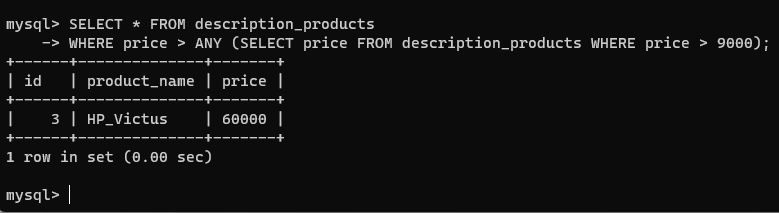 mysql> SELECT * FROM description_products
    -> WHERE price > ANY (SELECT price FROM description_products WHERE price > 9000);
+------+--------------+-------+
| id   | product_name | price |
+------+--------------+-------+
|    3 | HP_Victus    | 60000 |
+------+--------------+-------+
1 row in set (0.00 sec)
mysql>